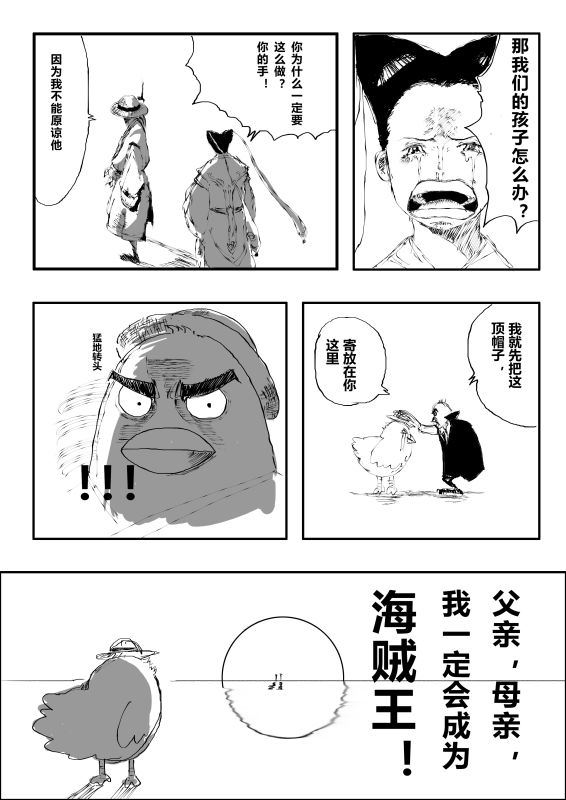 你为什么一定要
这么做？
你的手！
因为我不能原谅他
那我们的孩子怎么办？
猛地转头
!!!
我就先把这
顶帽子，
寄放在你
这里
父亲，母亲，
我一定会成为
海贼王！